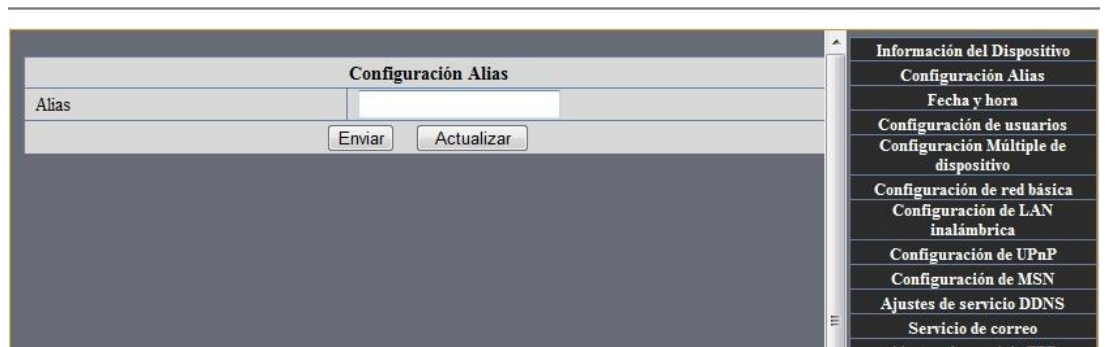 Configuración Alias
Alias
Enviar Actualizar
Información del Dispositivo
Configuración Alias
Fecha y hora
Configuración de usuarios
Configuración Múltiple de
dispositivo
Configuración de red básica
Configuración de LAN
inalámbrica
Configuración de UPnP
Configuración de MSN
Ajustes de servicio DDNS
Servicio de correo